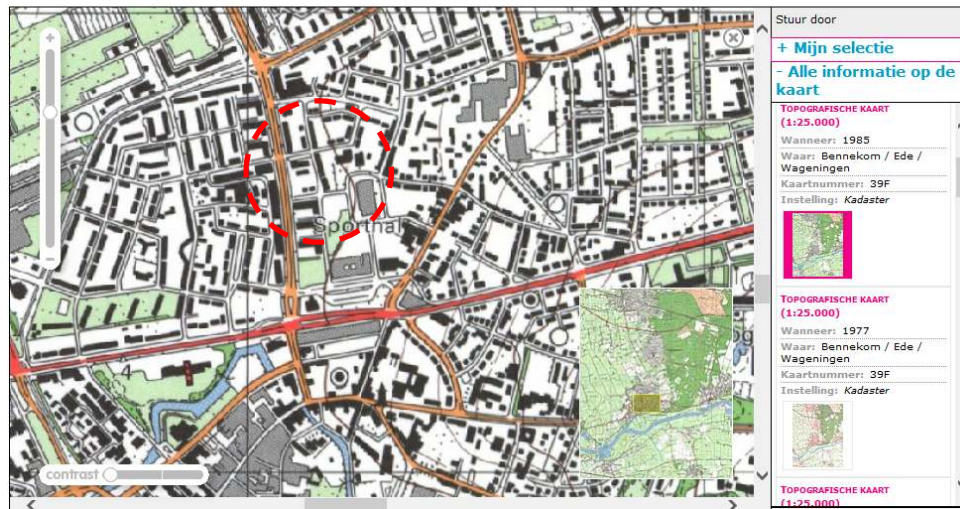 Stuur door
+ Mijn selectie
- Alle informatie op de
kaart
TOPOGRAFISCHE KAART
(1:25.000)
Wanneer: 1985
Waar: Bennekom / Ede /
Wageningen
Kaartnummer: 39F
Instelling: Kadaster
TOPOGRAFISCHE KAART
(1:25.000)
Wanneer: 1977
Waar: Bennekom / Ede /
Wageningen
Kaartnummer: 39F
Instelling: Kadaster
TOPOGRAFISCHE KAART
(1:25.000)
Sporthal
4
contrast